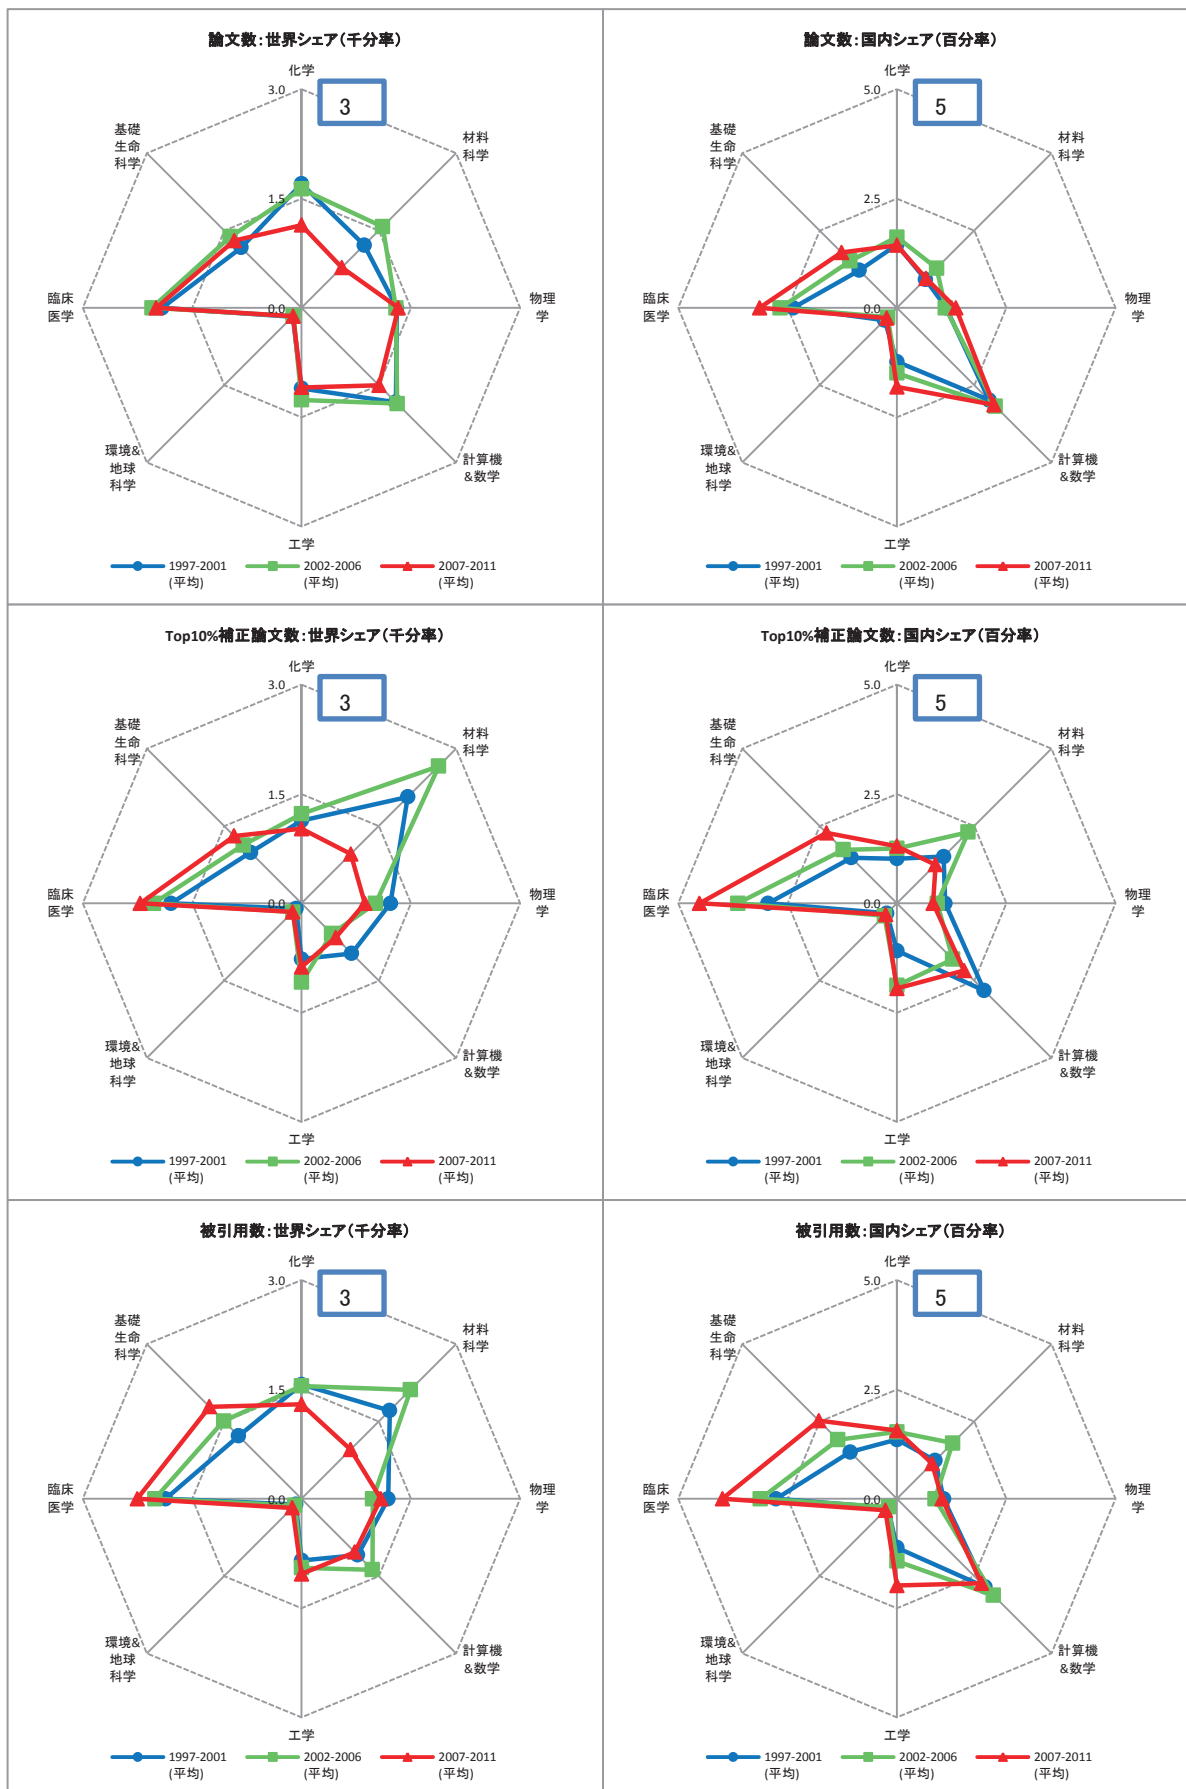 論文数：世界シェア（千分率）
化学
3.0
3
基礎
生命
科学
材料
科学
1.5
臨床
医学
0.0
物理
学
環境&
地球
科学
計算機
&数学
工学
1997-2001
(平均)
2002-2006
(平均)
2007-2011
(平均)
論文数：国内シェア（百分率）
化学
5.0
5
基礎
生命
科学
材料
科学
2.5
臨床
医学
0.0
物理
学
環境&
地球
科学
計算機
&数学
工学
1997-2001
(平均)
2002-2006
(平均)
2007-2011
(平均)
Top10%補正論文数：世界シェア（千分率）
化学
3.0
3
基礎
生命
科学
材料
科学
1.5
臨床
医学
0.0
物理
学
環境&
地球
科学
計算機
&数学
工学
1997-2001
(平均)
2002-2006
(平均)
2007-2011
(平均)
Top10%補正論文数：国内シェア（百分率）
化学
5.0
5
基礎
生命
科学
材料
科学
2.5
臨床
医学
0.0
物理
学
環境&
地球
科学
計算機
&数学
工学
1997-2001
(平均)
2002-2006
(平均)
2007-2011
(平均)
被引用数：世界シェア（千分率）
化学
3.0
3
基礎
生命
科学
材料
科学
1.5
臨床
医学
0.0
物理
学
環境&
地球
科学
計算機
&数学
工学
1997-2001
(平均)
2002-2006
(平均)
2007-2011
(平均)
被引用数：国内シェア（百分率）
化学
5.0
5
基礎
生命
科学
材料
科学
2.5
臨床
医学
0.0
物理
学
環境&
地球
科学
計算機
&数学
工学
1997-2001
(平均)
2002-2006
(平均)
2007-2011
(平均)